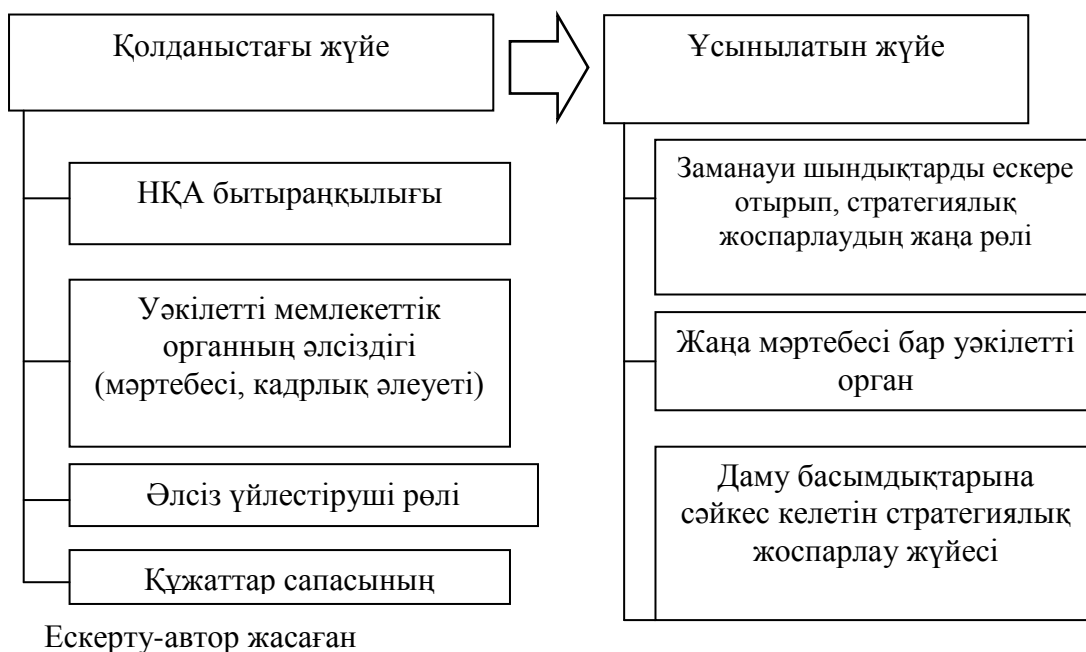 Қолданыстағы жүйе
НҚА бытыраңқылығы
Уәкілетті мемлекеттік
органның әлсіздігі
(мәртебесі, кадрлық әлеуеті)
Әлсіз үйлестіруші рөлі
Құжаттар сапасының
Ұсынылатын жүйе
Заманауи шындықтарды ескере
отырып, стратегиялық
жоспарлаудың жаңа рөлі
Жаңа мәртебесі бар уәкілетті
орган
Даму басымдықтарына
сәйкес келетін стратегиялық
жоспарлау жүйесі
Ескерту-автор жасаған